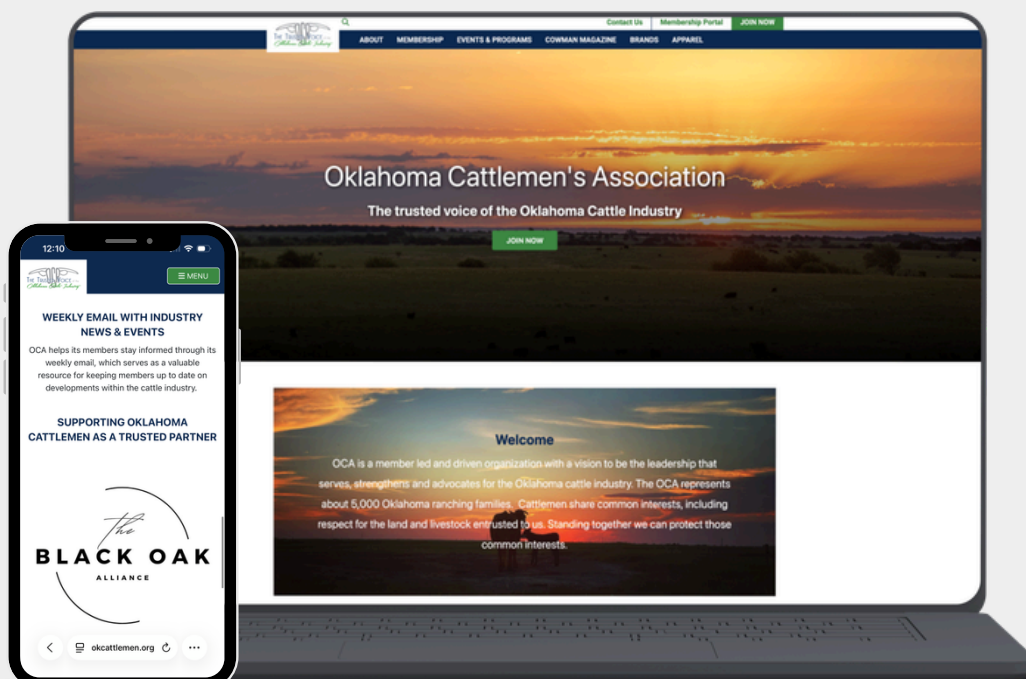 Contact Us
Membership Portal
JOIN NOW
ABOUT MEMBERSHIP EVENTS & PROGRAMS COWMAN MAGAZINE BRANDS APPAREL
Oklahoma Cattlemen's Association
The trusted voice of the Oklahoma Cattle Industry
JOIN NOW
Welcome
OCA is a member led and driven organization with a vision to be the leadership that
serves, strengthens and advocates for the Oklahoma cattle industry. The OCA represents
about 5,000 Oklahoma ranching families. Cattlemen share common interests, including
respect for the land and livestock entrusted to us. Standing together we can protect those
common interests.
12:10
MENU
WEEKLY EMAIL WITH INDUSTRY
NEWS & EVENTS
OCA helps its members stay informed through its
weekly email, which serves as a valuable
resource for keeping members up to date on
developments within the cattle industry.
SUPPORTING OKLAHOMA
CATTLEMEN AS A TRUSTED PARTNER
The
BLACK OAK
ALLIANCE
okcattlemen.org